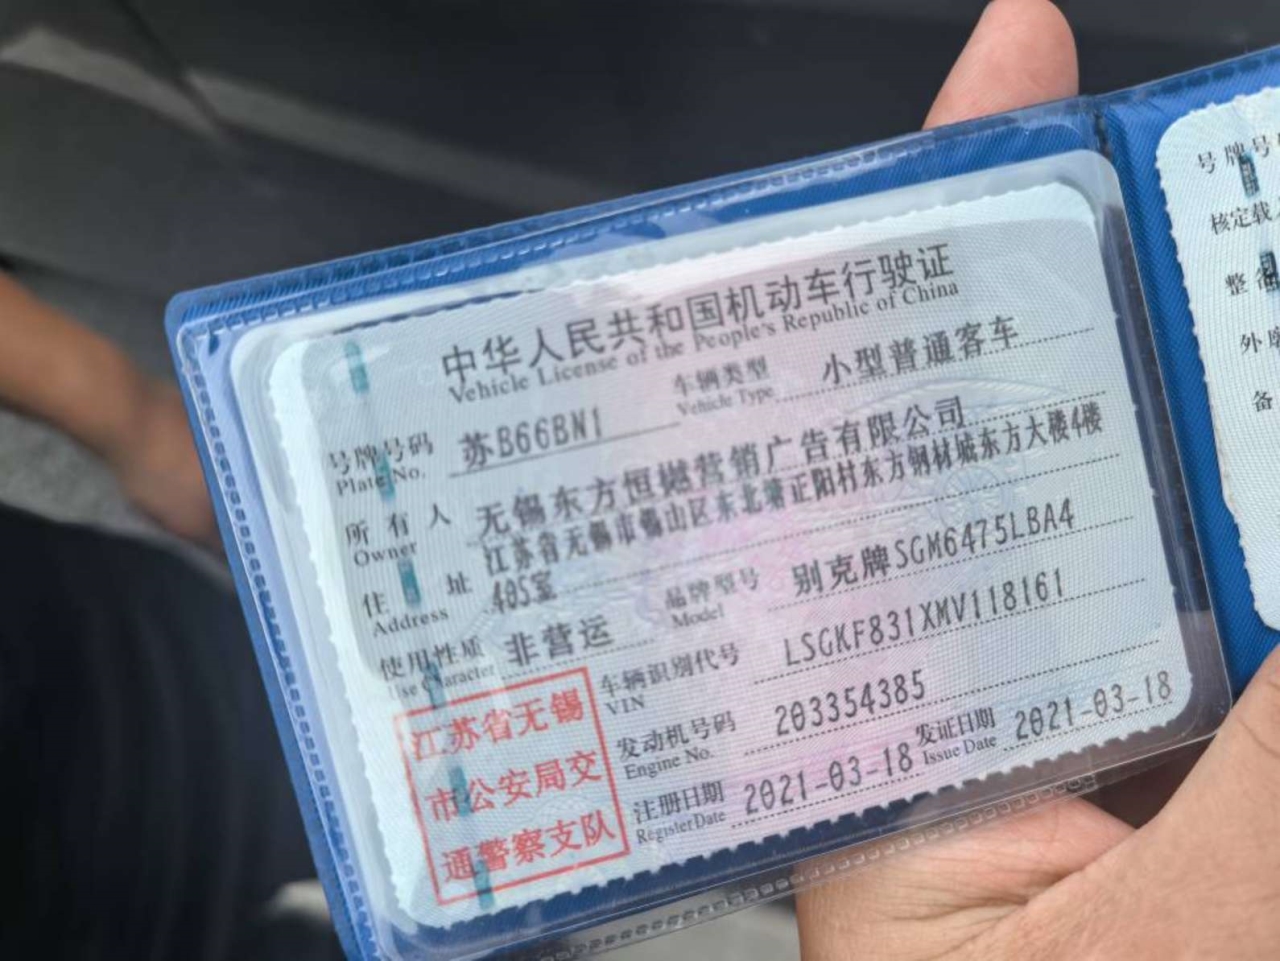 中华人民共和国机动车行驶证
Vehicle License of the People's Republic of China
号牌号码 苏B66BN1 车辆类型 小型普通客车
Plate No. Vehicle Type
所有人 无锡东方恒樾营销广告有限公司
Owner
住址 江苏省无锡市锡山区东北塘正阳村东方钢材城东方大楼4楼
Address 405室
使用性质 非营运 品牌型号 别克牌SGM6475LBA4
Use Character Model
车辆识别代号 LSGKF831XMV118161
VIN
发动机号码 203354385
Engine No.
注册日期 2021-03-18 发证日期 2021-03-18
Register Date Issue Date
江苏省无锡
市公安局交
通警察支队
号牌号
核定载
整备
外
备